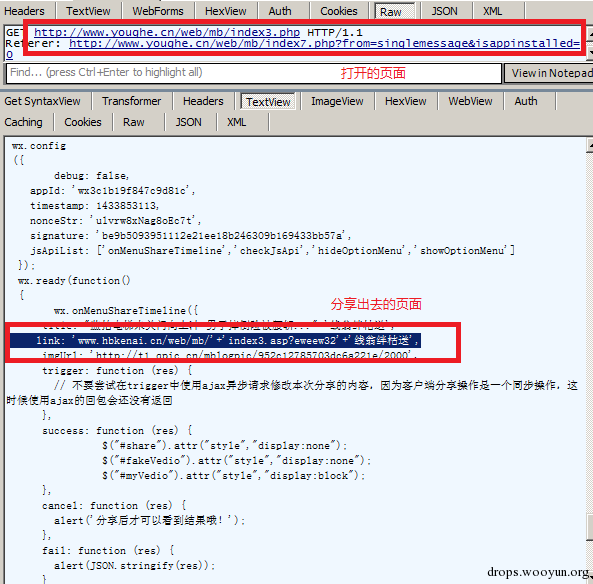 Headers TextView WebForms HexView Auth Cookies Raw JSON XML
GET http://www.youghe.cn/web/mb/index3.php HTTP/1.1
Referer: http://www.youghe.cn/web/mb/index7.php?from=singlemessage&isappinstalled=
0
Find... (press Ctrl+Enter to highlight all) 打开的页面 View in Notepad
Get SyntaxView Transformer Headers TextView ImageView HexView WebView Auth
Caching Cookies Raw JSON XML
wx.config
({
debug: false,
appId: 'wx3c1b19f847c9d81c',
timestamp: 1433853113,
nonceStr: 'u1vrw8xNag8oEc7t',
signature: 'be9b5093951112e21ee18b246309b169433bb57a',
jsApiList: ['onMenuShareTimeline','checkJsApi','hideOptionMenu','showOptionMenu']
});
wx.ready(function()
{ 分享出去的页面
wx.onMenuShareTimeline({
link: 'www.hbkenai.cn/web/mb/'+'index3.asp?eweew32'+'线翁絆桔送',
imgUrl: 'http://t1.qpic.cn/mblogpic/952c12785703dc6a221e/2000',
trigger: function (res) {
// 不要尝试在trigger中使用ajax异步请求修改本次分享的内容，因为客户端分享操作是一个同步操作，这
时候使用ajax的回包会还没有返回
},
success: function (res) {
$("#share").attr("style","display:none");
$("#fakeVedio").attr("style","display:none");
$("#myVedio").attr("style","display:block");
},
cancel: function (res) {
alert('分享后才可以看到结果哦！');
},
fail: function (res) {
alert(JSON.stringify(res));
}
drops.wooyun.org